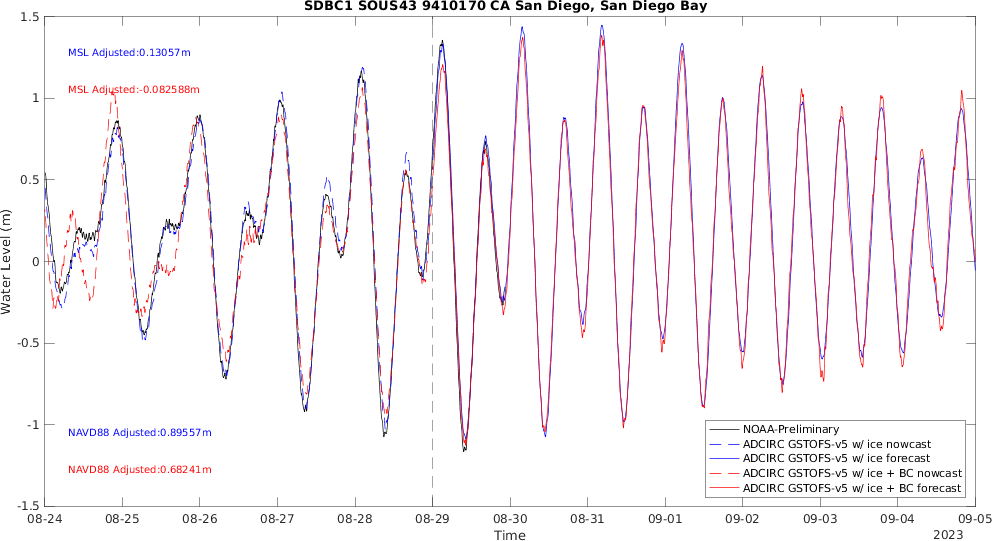 SDBC1 SOUS43 9410170 CA San Diego, San Diego Bay
1.5
1
0.5
0
-0.5
-1
-1.5
Water Level (m)
MSL Adjusted:0.13057m
MSL Adjusted:-0.082588m
NAVD88 Adjusted:0.89557m
NAVD88 Adjusted:0.68241m
NOAA-Preliminary
ADCIRC GSTOFS-v5 w/ ice nowcast
ADCIRC GSTOFS-v5 w/ ice forecast
ADCIRC GSTOFS-v5 w/ ice + BC nowcast
ADCIRC GSTOFS-v5 w/ ice + BC forecast
08-24 08-25 08-26 08-27 08-28 08-29 08-30 08-31 09-01 09-02 09-03 09-04 09-05
Time
2023